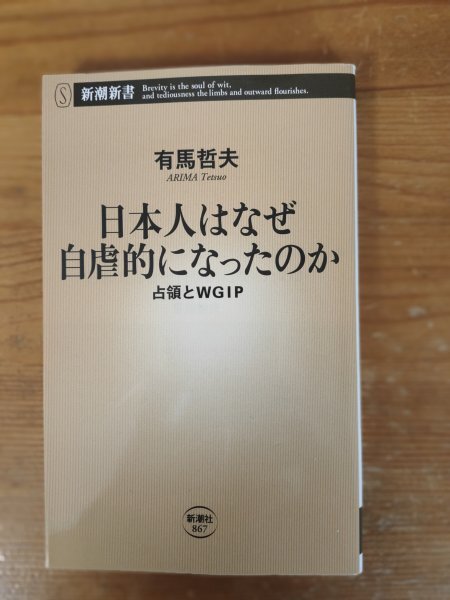 S
新潮新書
Brevity is the soul of wit,
and tediousness the limbs and outward flourishes.
有馬哲夫
ARIMA Tetsuo
日本人はなぜ
自虐的になったのか
占領とWGIP
新潮社
867